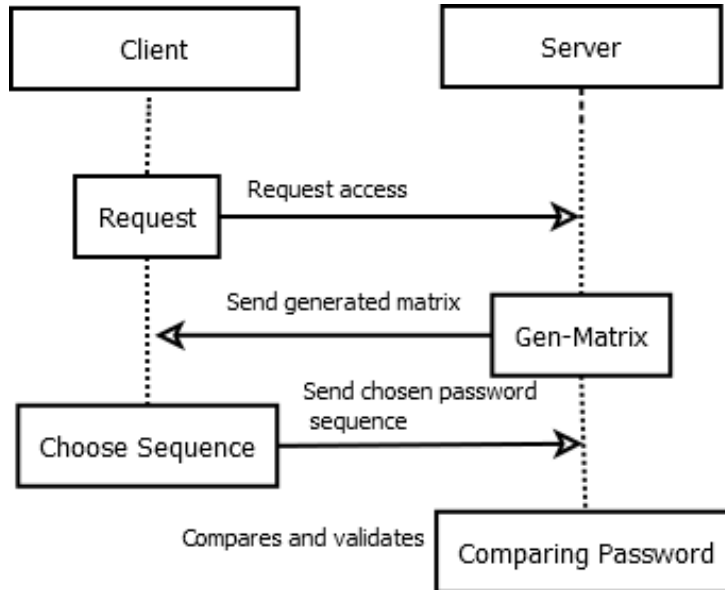 Client
Server
Request access
Request
Send generated matrix
Gen-Matrix
Send chosen password
sequence
Choose Sequence
Compares and validates
Comparing Password